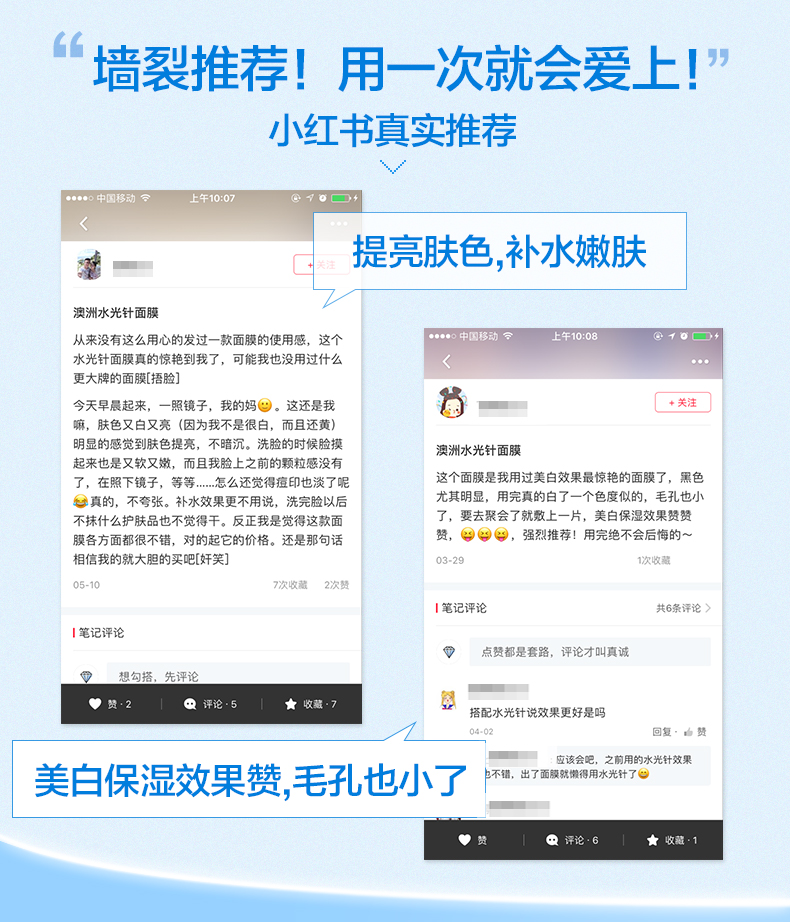 “墙裂推荐！用一次就会爱上！”
小红书真实推荐
中国移动 上午10:07
+ 关注
提亮肤色,补水嫩肤
澳洲水光针面膜
从来没有这么用心的发过一款面膜的使用感，这个
水光针面膜真的惊艳到我了，可能我也没用过什么
更大牌的面膜[捂脸]
今天早晨起来，一照镜子，我的妈🙂。这还是我
嘛，肤色又白又亮（因为我不是很白，而且还黄）
明显的感觉到肤色提亮，不暗沉。洗脸的时候脸摸
起来也是又软又嫩，而且我脸上之前的颗粒感没有
了，在照下镜子，等等......怎么还觉得痘印也淡了呢
😂真的，不夸张。补水效果更不用说，洗完脸以后
不抹什么护肤品也不觉得干。反正我是觉得这款面
膜各方面都很不错，对的起它的价格。还是那句话
相信我的就大胆的买吧[奸笑]
05-10 7次收藏 2次赞
笔记评论
想勾搭，先评论
赞 · 2 评论 · 5 收藏 · 7
中国移动 上午10:08
+ 关注
澳洲水光针面膜
这个面膜是我用过美白效果最惊艳的面膜了，黑色
尤其明显，用完真的白了一个色度似的，毛孔也小
了，要去聚会了就敷上一片，美白保湿效果赞赞
赞，😝😝😝，强烈推荐！用完绝不会后悔的～
03-29 1次收藏
笔记评论 共6条评论
点赞都是套路，评论才叫真诚
搭配水光针说效果更好是吗
04-02 回复 · 赞
：应该会吧，之前用的水光针效果
也不错，出了面膜就懒得用水光针了😄
赞 评论 · 6 收藏 · 1
美白保湿效果赞,毛孔也小了